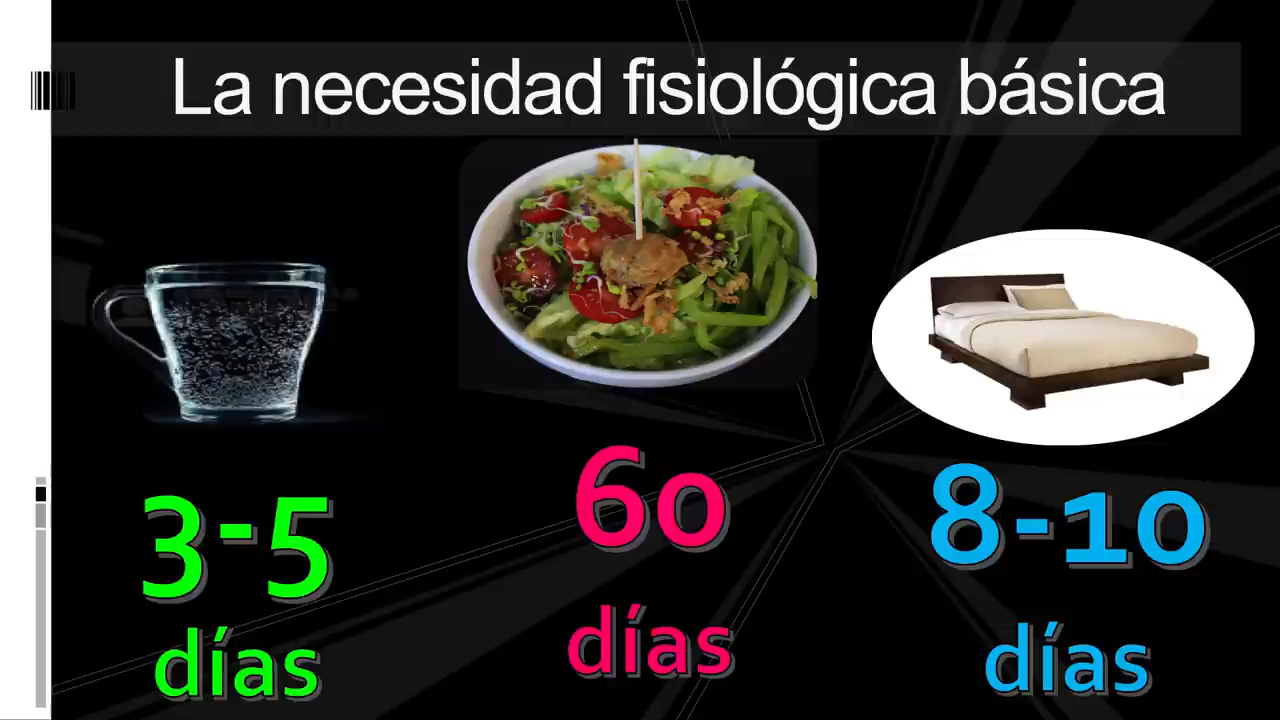 La necesidad fisiológica básica
3-5
días
60
días
8-10
días